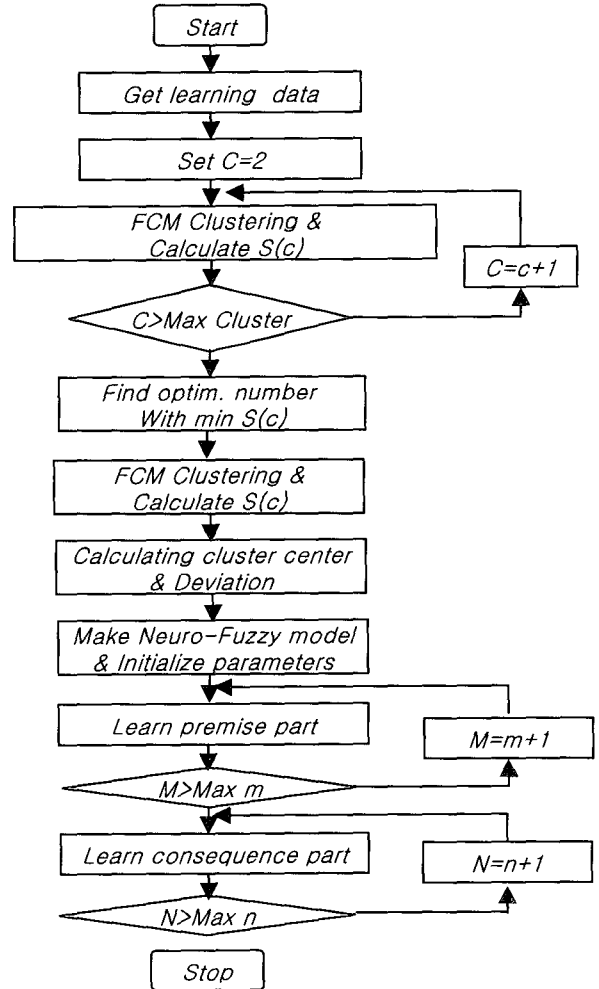 Start
Get learning data
Set C=2
FCM Clustering &
Calculate S(c)
C=c+1
C>Max Cluster
Find optim. number
With min S(c)
FCM Clustering &
Calculate S(c)
Calculating cluster center
& Deviation
Make Neuro-Fuzzy model
& Initialize parameters
Learn premise part
M=m+1
M>Max m
Learn consequence part
N=n+1
N>Max n
Stop